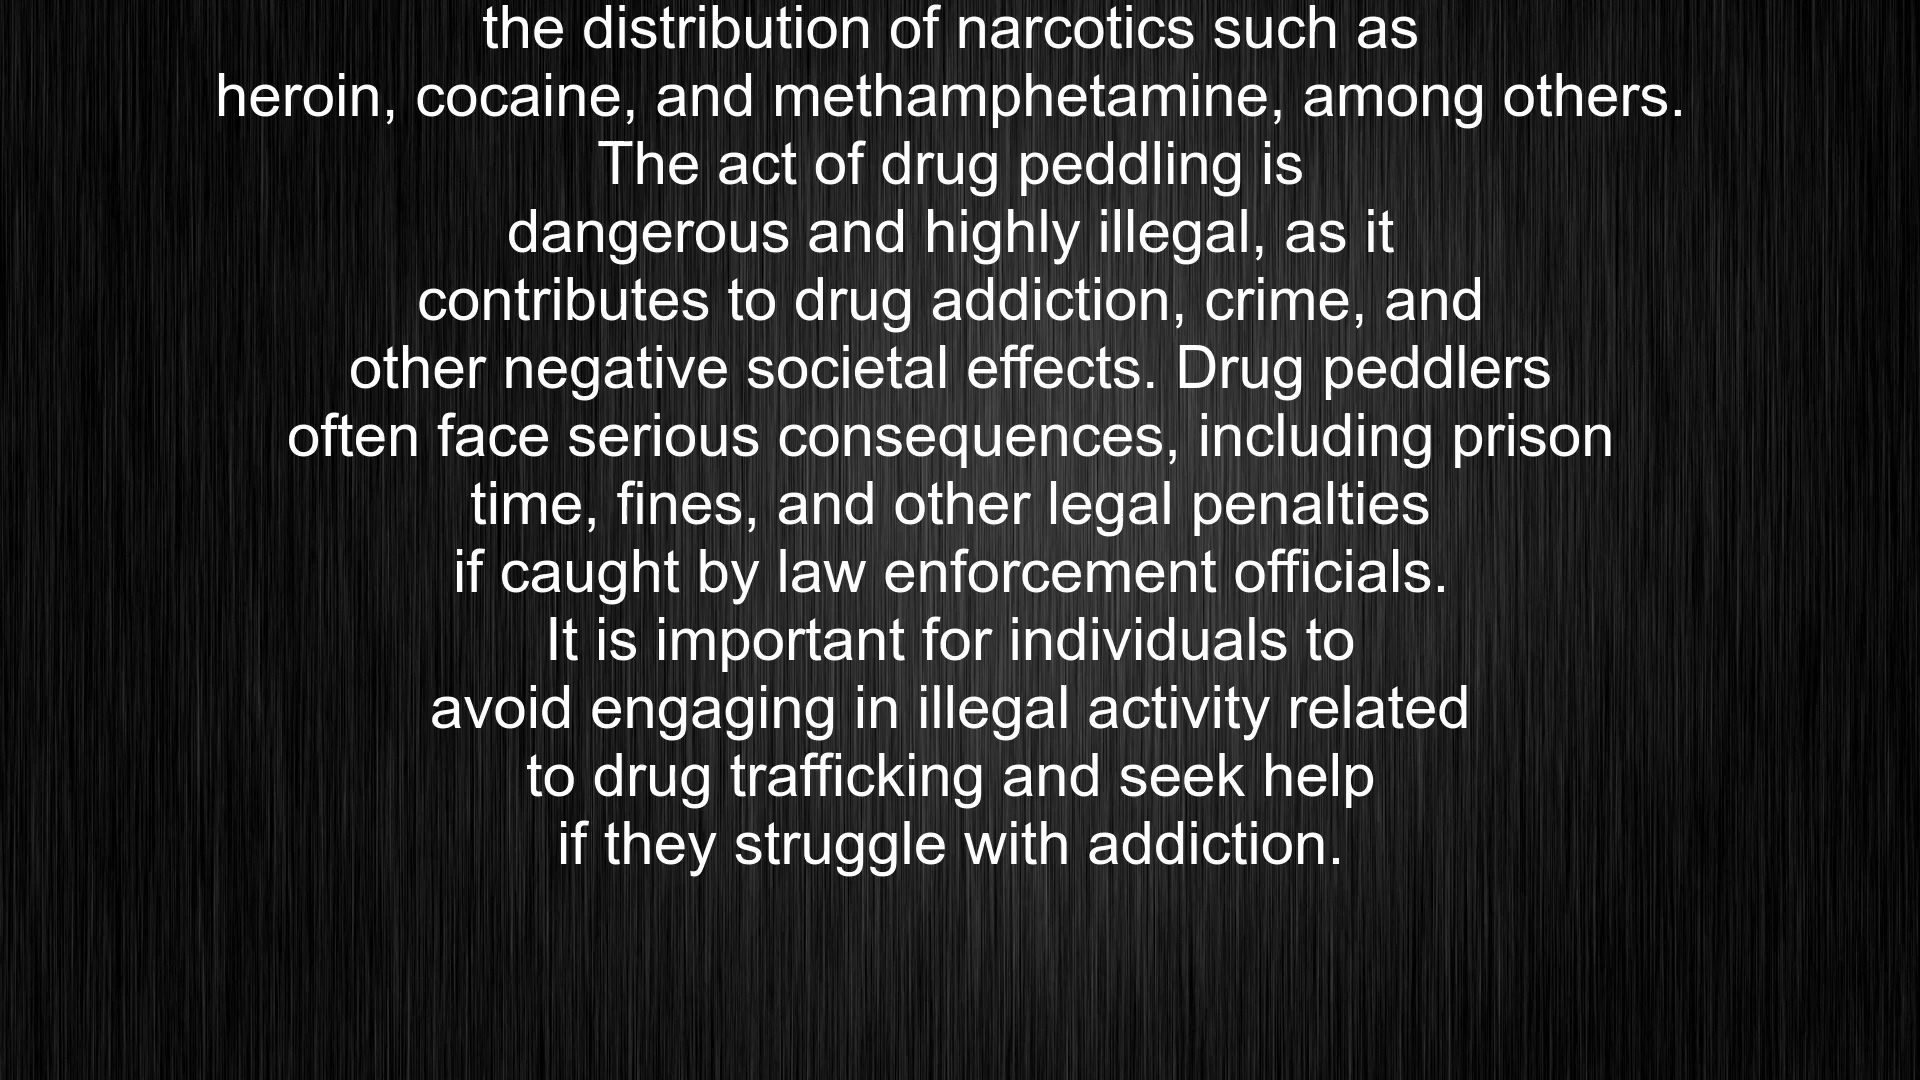 the distribution of narcotics such as
heroin, cocaine, and methamphetamine, among others.
The act of drug peddling is
dangerous and highly illegal, as it
contributes to drug addiction, crime, and
other negative societal effects. Drug peddlers
often face serious consequences, including prison
time, fines, and other legal penalties
if caught by law enforcement officials.
It is important for individuals to
avoid engaging in illegal activity related
to drug trafficking and seek help
if they struggle with addiction.